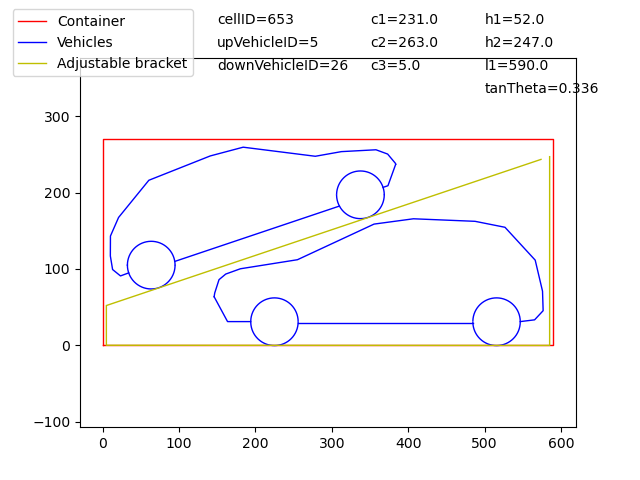 Container
Vehicles
Adjustable bracket
cellID=653
upVehicleID=5
downVehicleID=26
c1=231.0
c2=263.0
c3=5.0
h1=52.0
h2=247.0
l1=590.0
tanTheta=0.336
300
200
100
0
−100
0 100 200 300 400 500 600